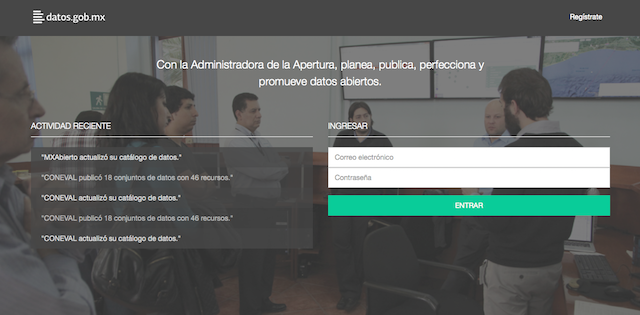 datos.gob.mx
Regístrate
Con la Administradora de la Apertura, planea, publica, perfecciona y
promueve datos abiertos.
ACTIVIDAD RECIENTE
"MXAbierto actualizó su catálogo de datos."
"CONEVAL publicó 18 conjuntos de datos con 46 recursos."
"CONEVAL actualizó su catálogo de datos."
"CONEVAL publicó 18 conjuntos de datos con 46 recursos."
"CONEVAL actualizó su catálogo de datos."
INGRESAR
Correo electrónico
Contraseña
ENTRAR